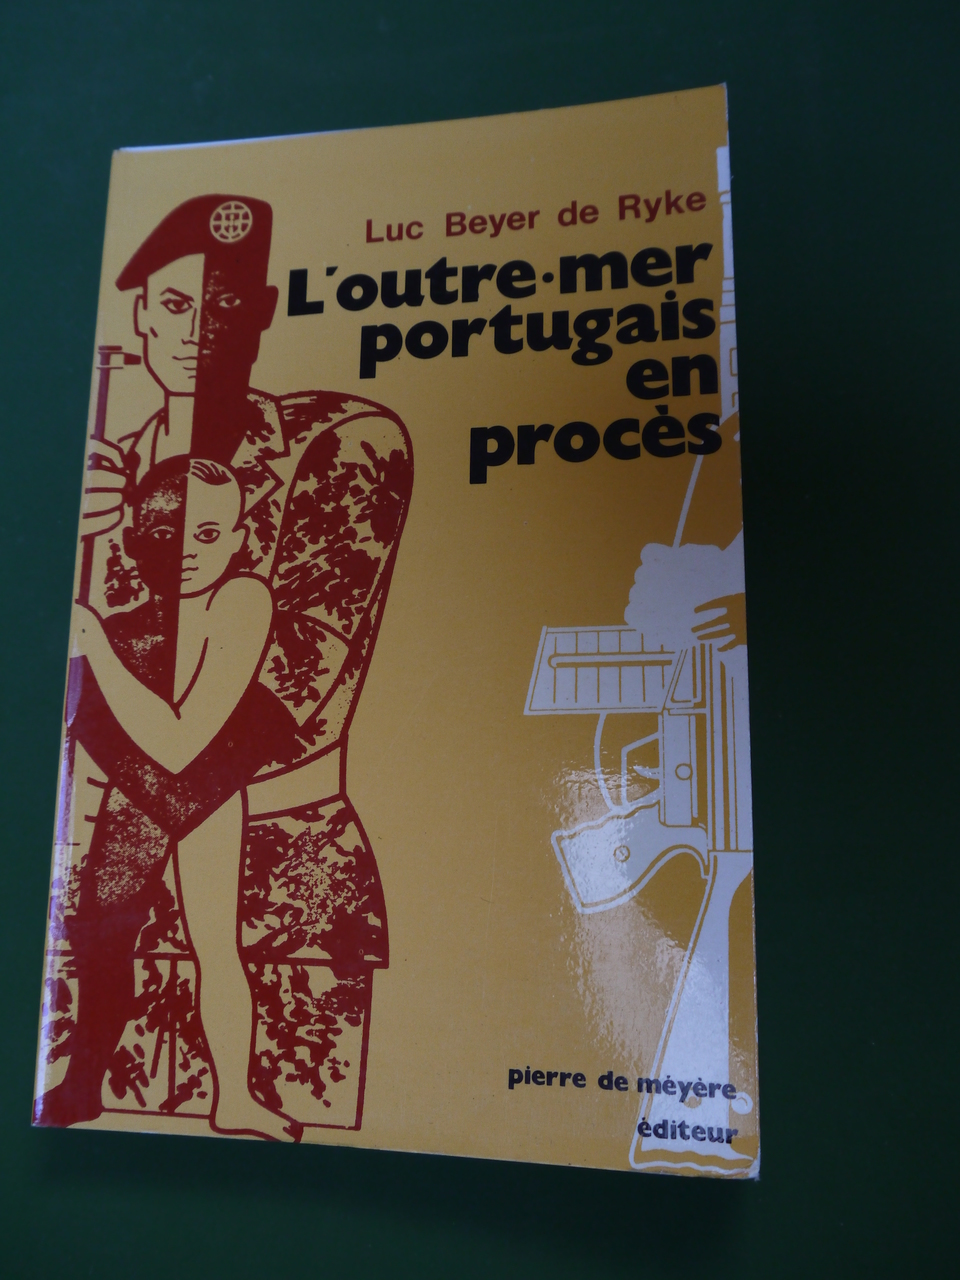 Luc Beyer de Ryke
L'outre-mer
portugais
en
procès
pierre de méyère
éditeur